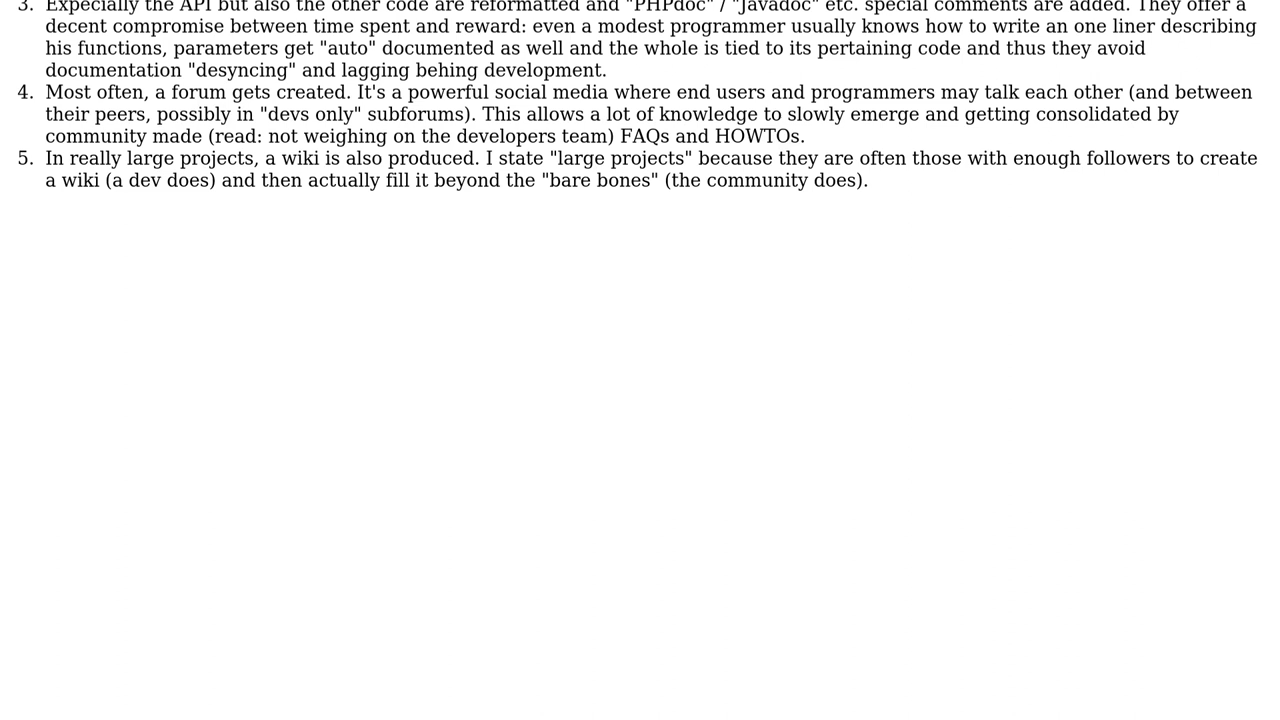 3. Expecially the API but also the other code are reformatted and "PHPdoc" / "Javadoc" etc. special comments are added. They offer a
decent compromise between time spent and reward: even a modest programmer usually knows how to write an one liner describing
his functions, parameters get "auto" documented as well and the whole is tied to its pertaining code and thus they avoid
documentation "desyncing" and lagging behing development.
4. Most often, a forum gets created. It's a powerful social media where end users and programmers may talk each other (and between
their peers, possibly in "devs only" subforums). This allows a lot of knowledge to slowly emerge and getting consolidated by
community made (read: not weighing on the developers team) FAQs and HOWTOs.
5. In really large projects, a wiki is also produced. I state "large projects" because they are often those with enough followers to create
a wiki (a dev does) and then actually fill it beyond the "bare bones" (the community does).